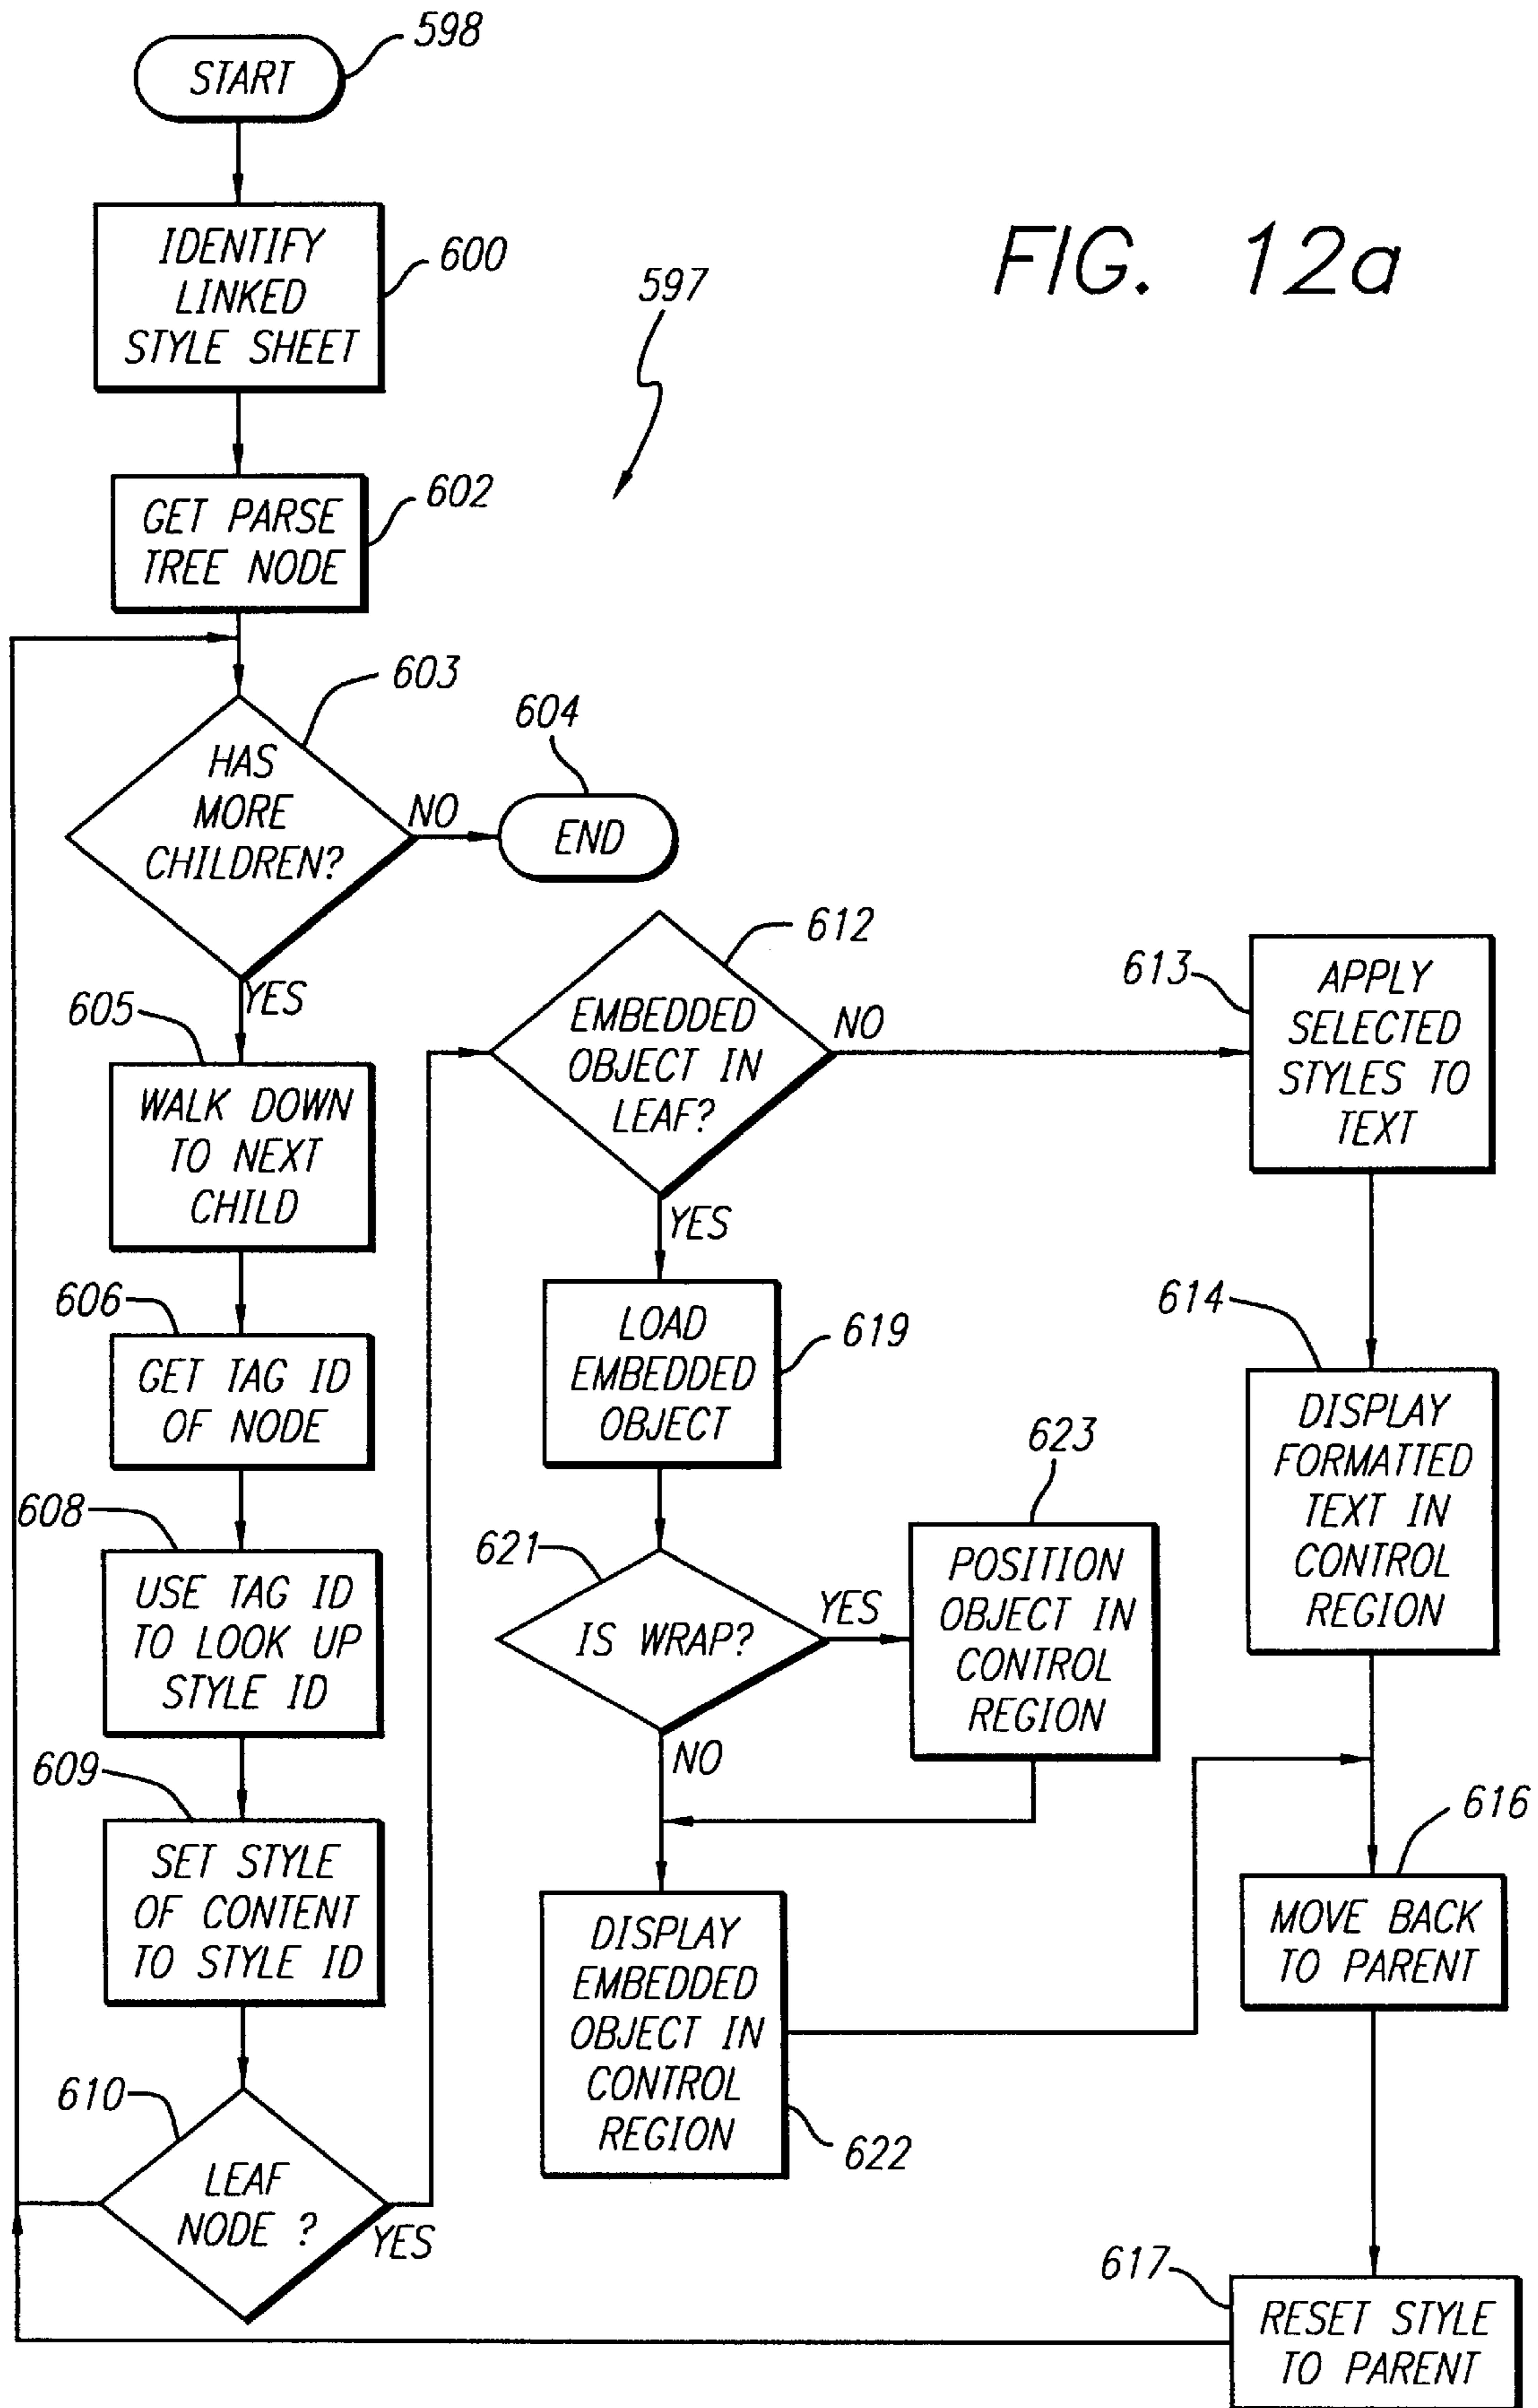 FIG. 12a
597
START
598
IDENTIFY
LINKED
STYLE SHEET
600
GET PARSE
TREE NODE
602
HAS
MORE
CHILDREN?
603
NO
END
604
YES
605
WALK DOWN
TO NEXT
CHILD
606
GET TAG ID
OF NODE
608
USE TAG ID
TO LOOK UP
STYLE ID
609
SET STYLE
OF CONTENT
TO STYLE ID
610
LEAF
NODE ?
YES
612
EMBEDDED
OBJECT IN
LEAF?
NO
YES
613
APPLY
SELECTED
STYLES TO
TEXT
614
DISPLAY
FORMATTED
TEXT IN
CONTROL
REGION
LOAD
EMBEDDED
OBJECT
619
621
IS WRAP?
YES
NO
623
POSITION
OBJECT IN
CONTROL
REGION
DISPLAY
EMBEDDED
OBJECT IN
CONTROL
REGION
622
616
MOVE BACK
TO PARENT
617
RESET STYLE
TO PARENT